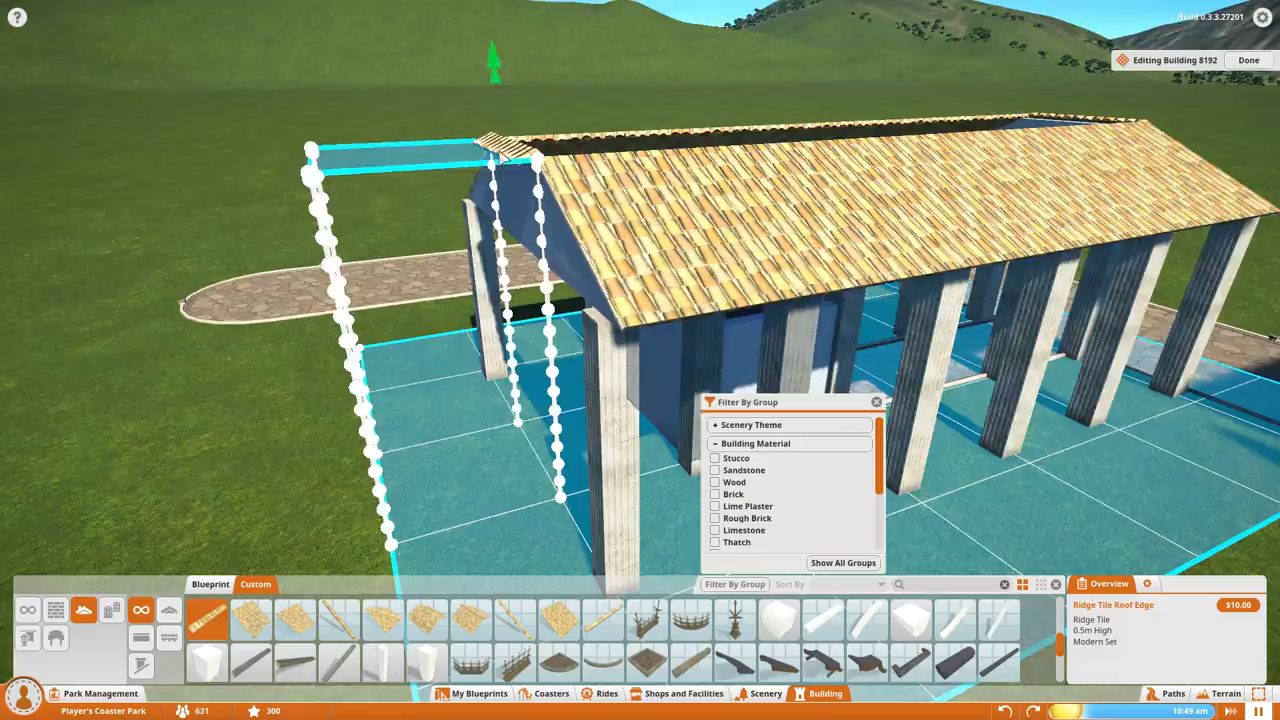 ?
Build 0.3.3.27201
Editing Building 8192
Done
Filter By Group
+ Scenery Theme
− Building Material
Stucco
Sandstone
Wood
Brick
Lime Plaster
Rough Brick
Limestone
Thatch
Show All Groups
Blueprint Custom
Filter By Group Sort By
Overview
Ridge Tile Roof Edge $10.00
Ridge Tile
0.5m High
Modern Set
Park Management My Blueprints Coasters Rides Shops and Facilities Scenery Building Paths Terrain
Player's Coaster Park 631 300 10:49 am